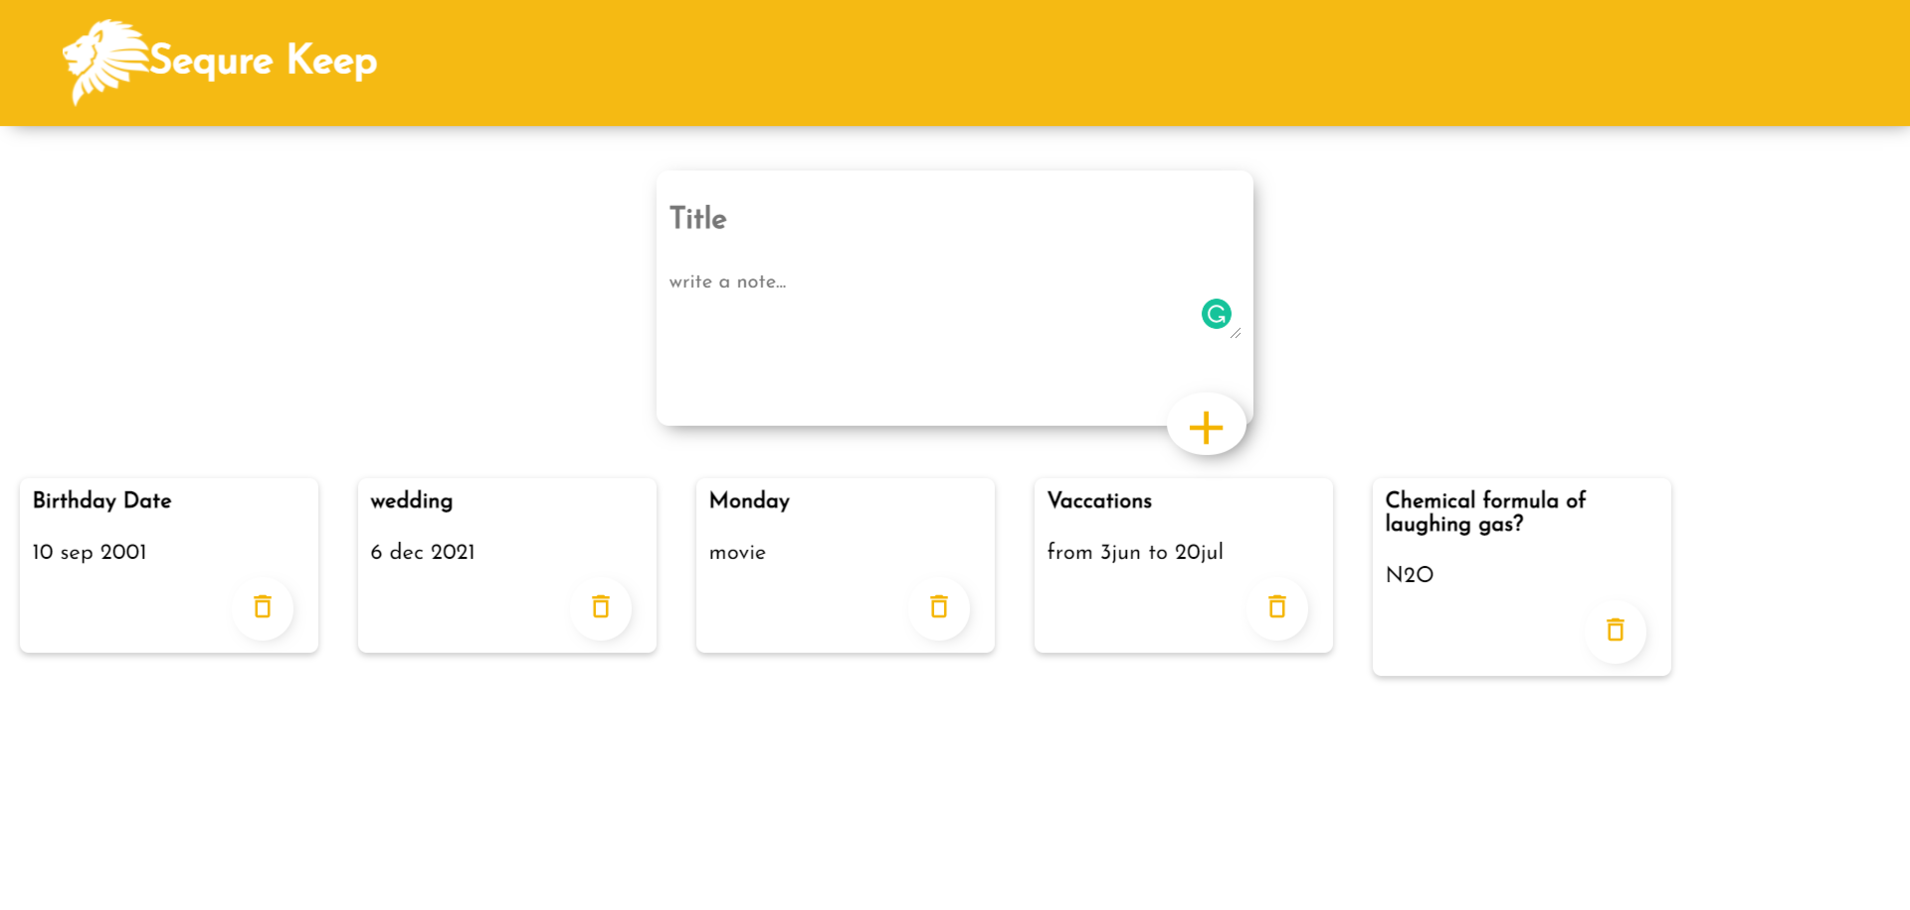 Sequre Keep
Title
write a note...
Birthday Date
10 sep 2001
wedding
6 dec 2021
Monday
movie
Vaccations
from 3jun to 20jul
Chemical formula of
laughing gas?
N2O